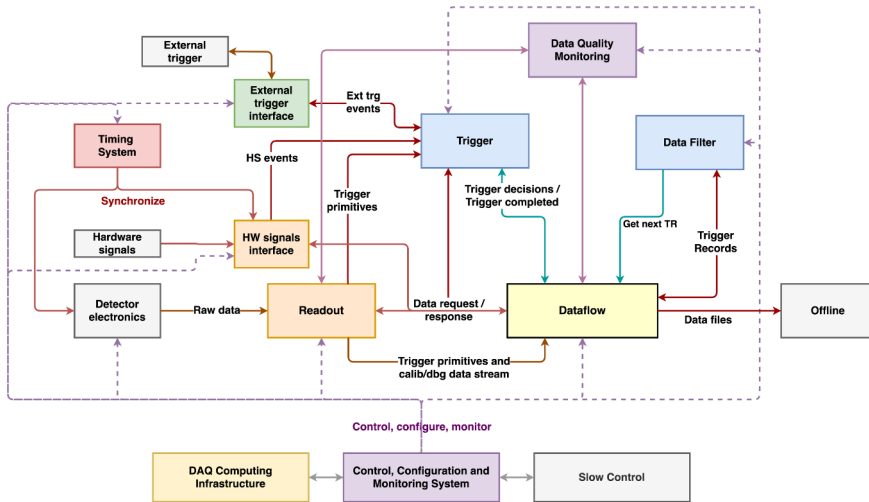 External
trigger
Data Quality
Monitoring
External
trigger
interface
Ext trg
events
Timing
System
Trigger
Data Filter
HS events
Synchronize
Trigger
primitives
Trigger decisions /
Trigger completed
Get next TR
Hardware
signals
HW signals
interface
Trigger
Records
Detector
electronics
Raw data
Readout
Data request /
response
Dataflow
Data files
Offline
Trigger primitives and
calib/dbg data stream
Control, configure, monitor
DAQ Computing
Infrastructure
Control, Configuration and
Monitoring System
Slow Control